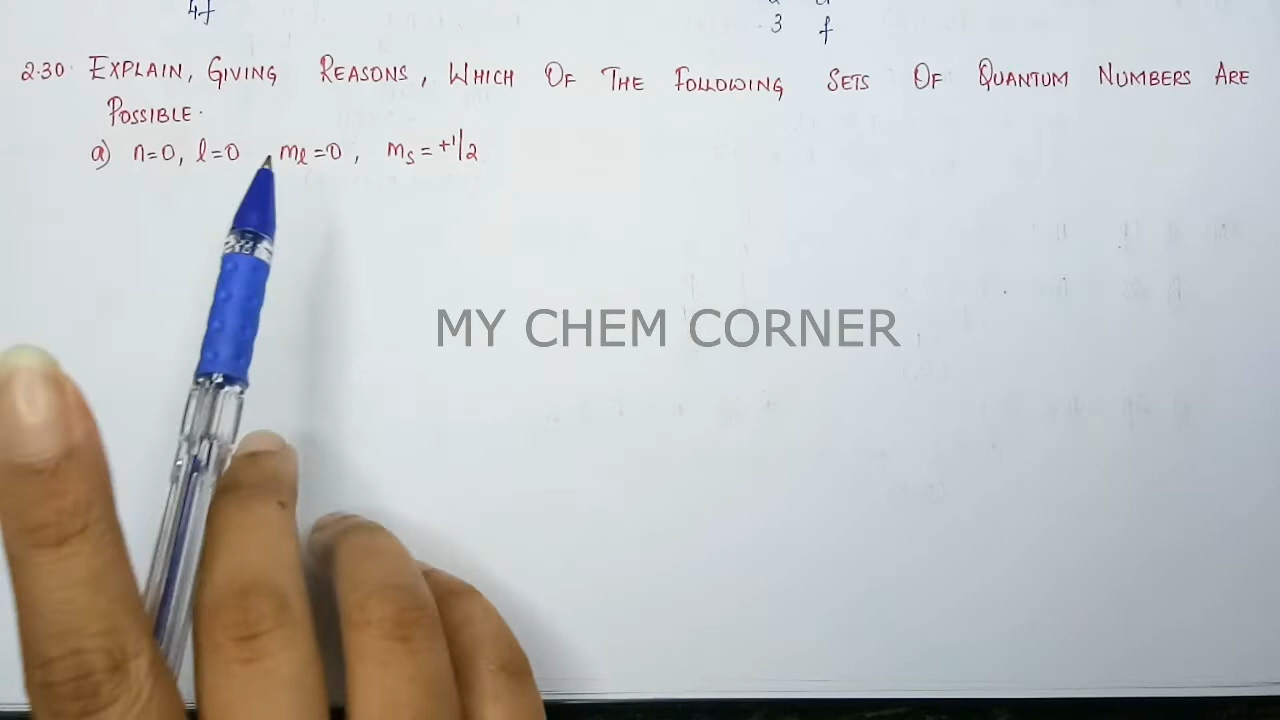 4f
3 f
2.30 EXPLAIN, GIVING REASONS, WHICH OF THE FOLLOWING SETS OF QUANTUM NUMBERS ARE
POSSIBLE.
a) n=0, l=0 mₗ=0, mₛ=+1/2
MY CHEM CORNER